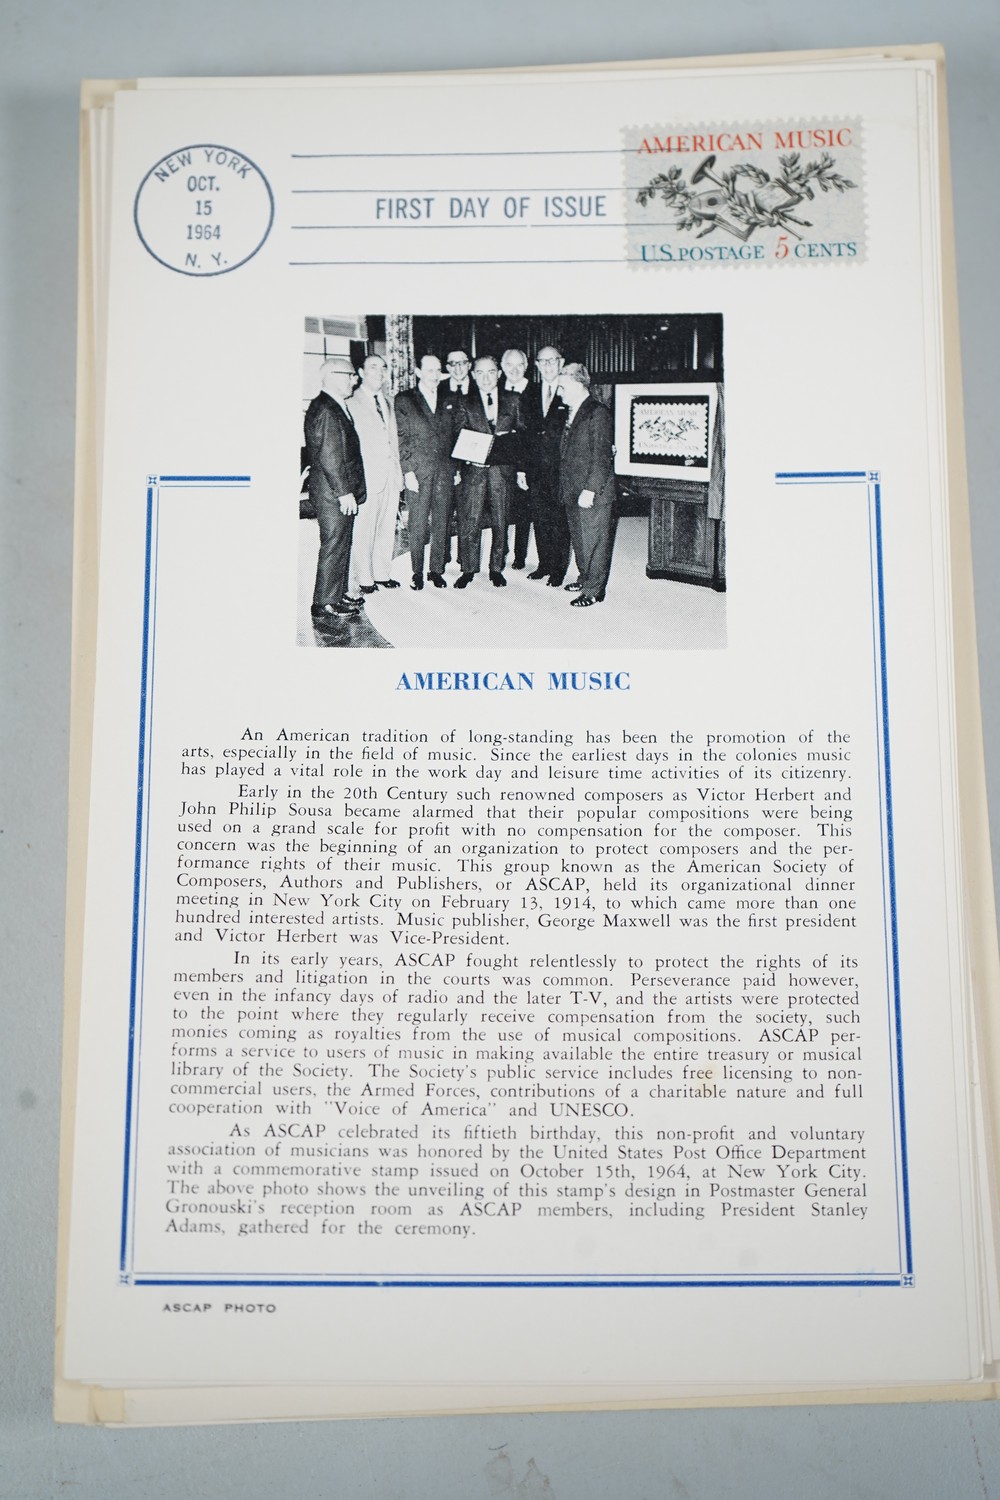 NEW YORK
OCT.
15
1964
N. Y.
FIRST DAY OF ISSUE
AMERICAN MUSIC
U.S. POSTAGE 5 CENTS
AMERICAN MUSIC
AMERICAN MUSIC
An American tradition of long-standing has been the promotion of the
arts, especially in the field of music. Since the earliest days in the colonies music
has played a vital role in the work day and leisure time activities of its citizenry.
Early in the 20th Century such renowned composers as Victor Herbert and
John Philip Sousa became alarmed that their popular compositions were being
used on a grand scale for profit with no compensation for the composer. This
concern was the beginning of an organization to protect composers and the per-
formance rights of their music. This group known as the American Society of
Composers, Authors and Publishers, or ASCAP, held its organizational dinner
meeting in New York City on February 13, 1914, to which came more than one
hundred interested artists. Music publisher, George Maxwell was the first president
and Victor Herbert was Vice-President.
In its early years, ASCAP fought relentlessly to protect the rights of its
members and litigation in the courts was common. Perseverance paid however,
even in the infancy days of radio and the later T-V, and the artists were protected
to the point where they regularly receive compensation from the society, such
monies coming as royalties from the use of musical compositions. ASCAP per-
forms a service to users of music in making available the entire treasury or musical
library of the Society. The Society's public service includes free licensing to non-
commercial users, the Armed Forces, contributions of a charitable nature and full
cooperation with "Voice of America" and UNESCO.
As ASCAP celebrated its fiftieth birthday, this non-profit and voluntary
association of musicians was honored by the United States Post Office Department
with a commemorative stamp issued on October 15th, 1964, at New York City.
The above photo shows the unveiling of this stamp's design in Postmaster General
Gronouski's reception room as ASCAP members, including President Stanley
Adams, gathered for the ceremony.
ASCAP PHOTO